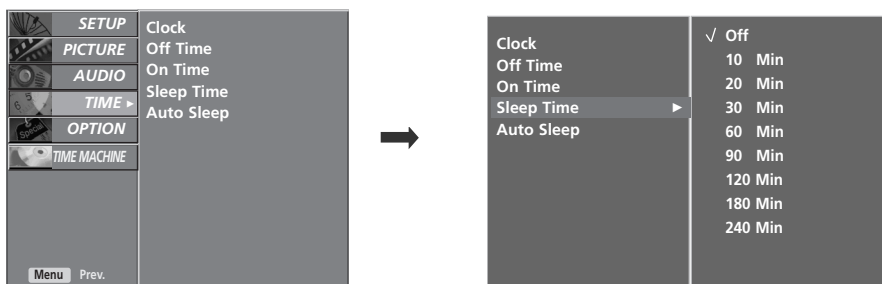 SETUP
PICTURE
AUDIO
TIME
OPTION
TIME MACHINE
Clock
Off Time
On Time
Sleep Time
Auto Sleep
Menu Prev.
Clock
Off Time
On Time
Sleep Time
Auto Sleep
√ Off
10 Min
20 Min
30 Min
60 Min
90 Min
120 Min
180 Min
240 Min